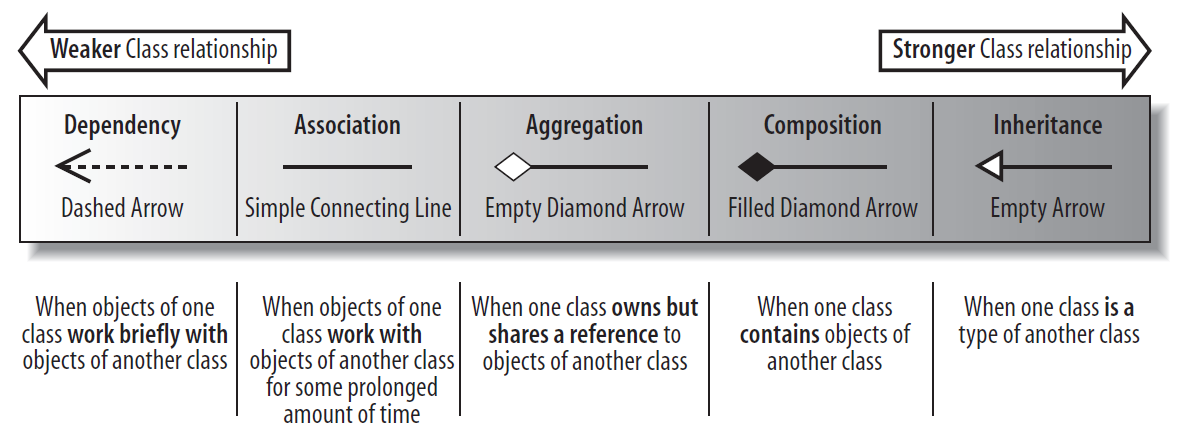 Weaker Class relationship
Stronger Class relationship
Dependency
Association
Aggregation
Composition
Inheritance
Dashed Arrow
Simple Connecting Line
Empty Diamond Arrow
Filled Diamond Arrow
Empty Arrow
When objects of one
class work briefly with
objects of another class
When objects of one
class work with
objects of another class
for some prolonged
amount of time
When one class owns but
shares a reference to
objects of another class
When one class
contains objects of
another class
When one class is a
type of another class